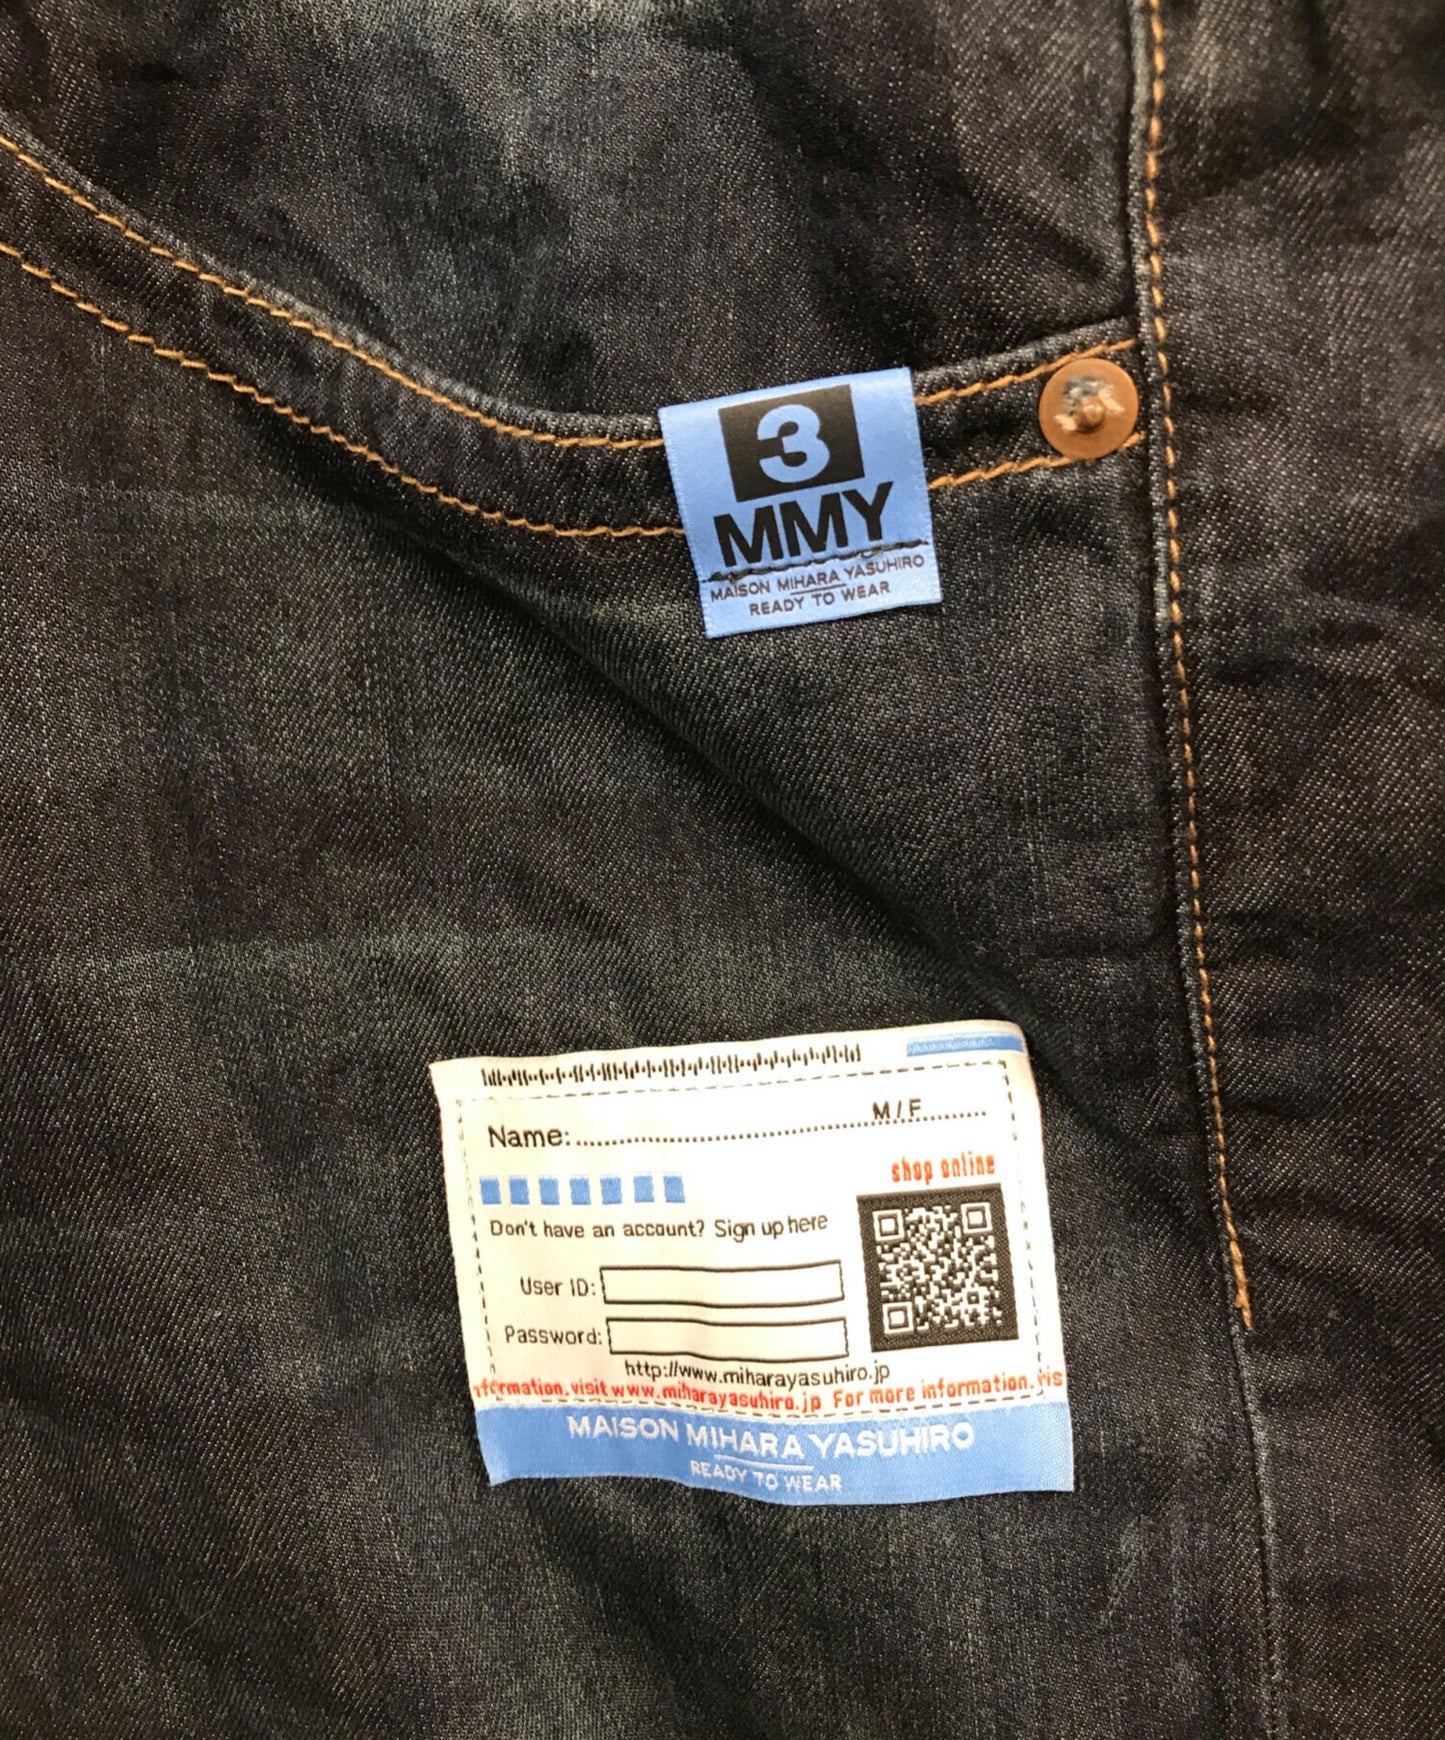 3
MMY
MAISON MIHARA YASUHIRO
READY TO WEAR
M / F.........
Name:
shop online
Don't have an account? Sign up here
User ID:
Password:
http://www.miharayasuhiro.jp
nformation. visit www.miharayasuhiro.jp For more information. vis
MAISON MIHARA YASUHIRO
READY TO WEAR